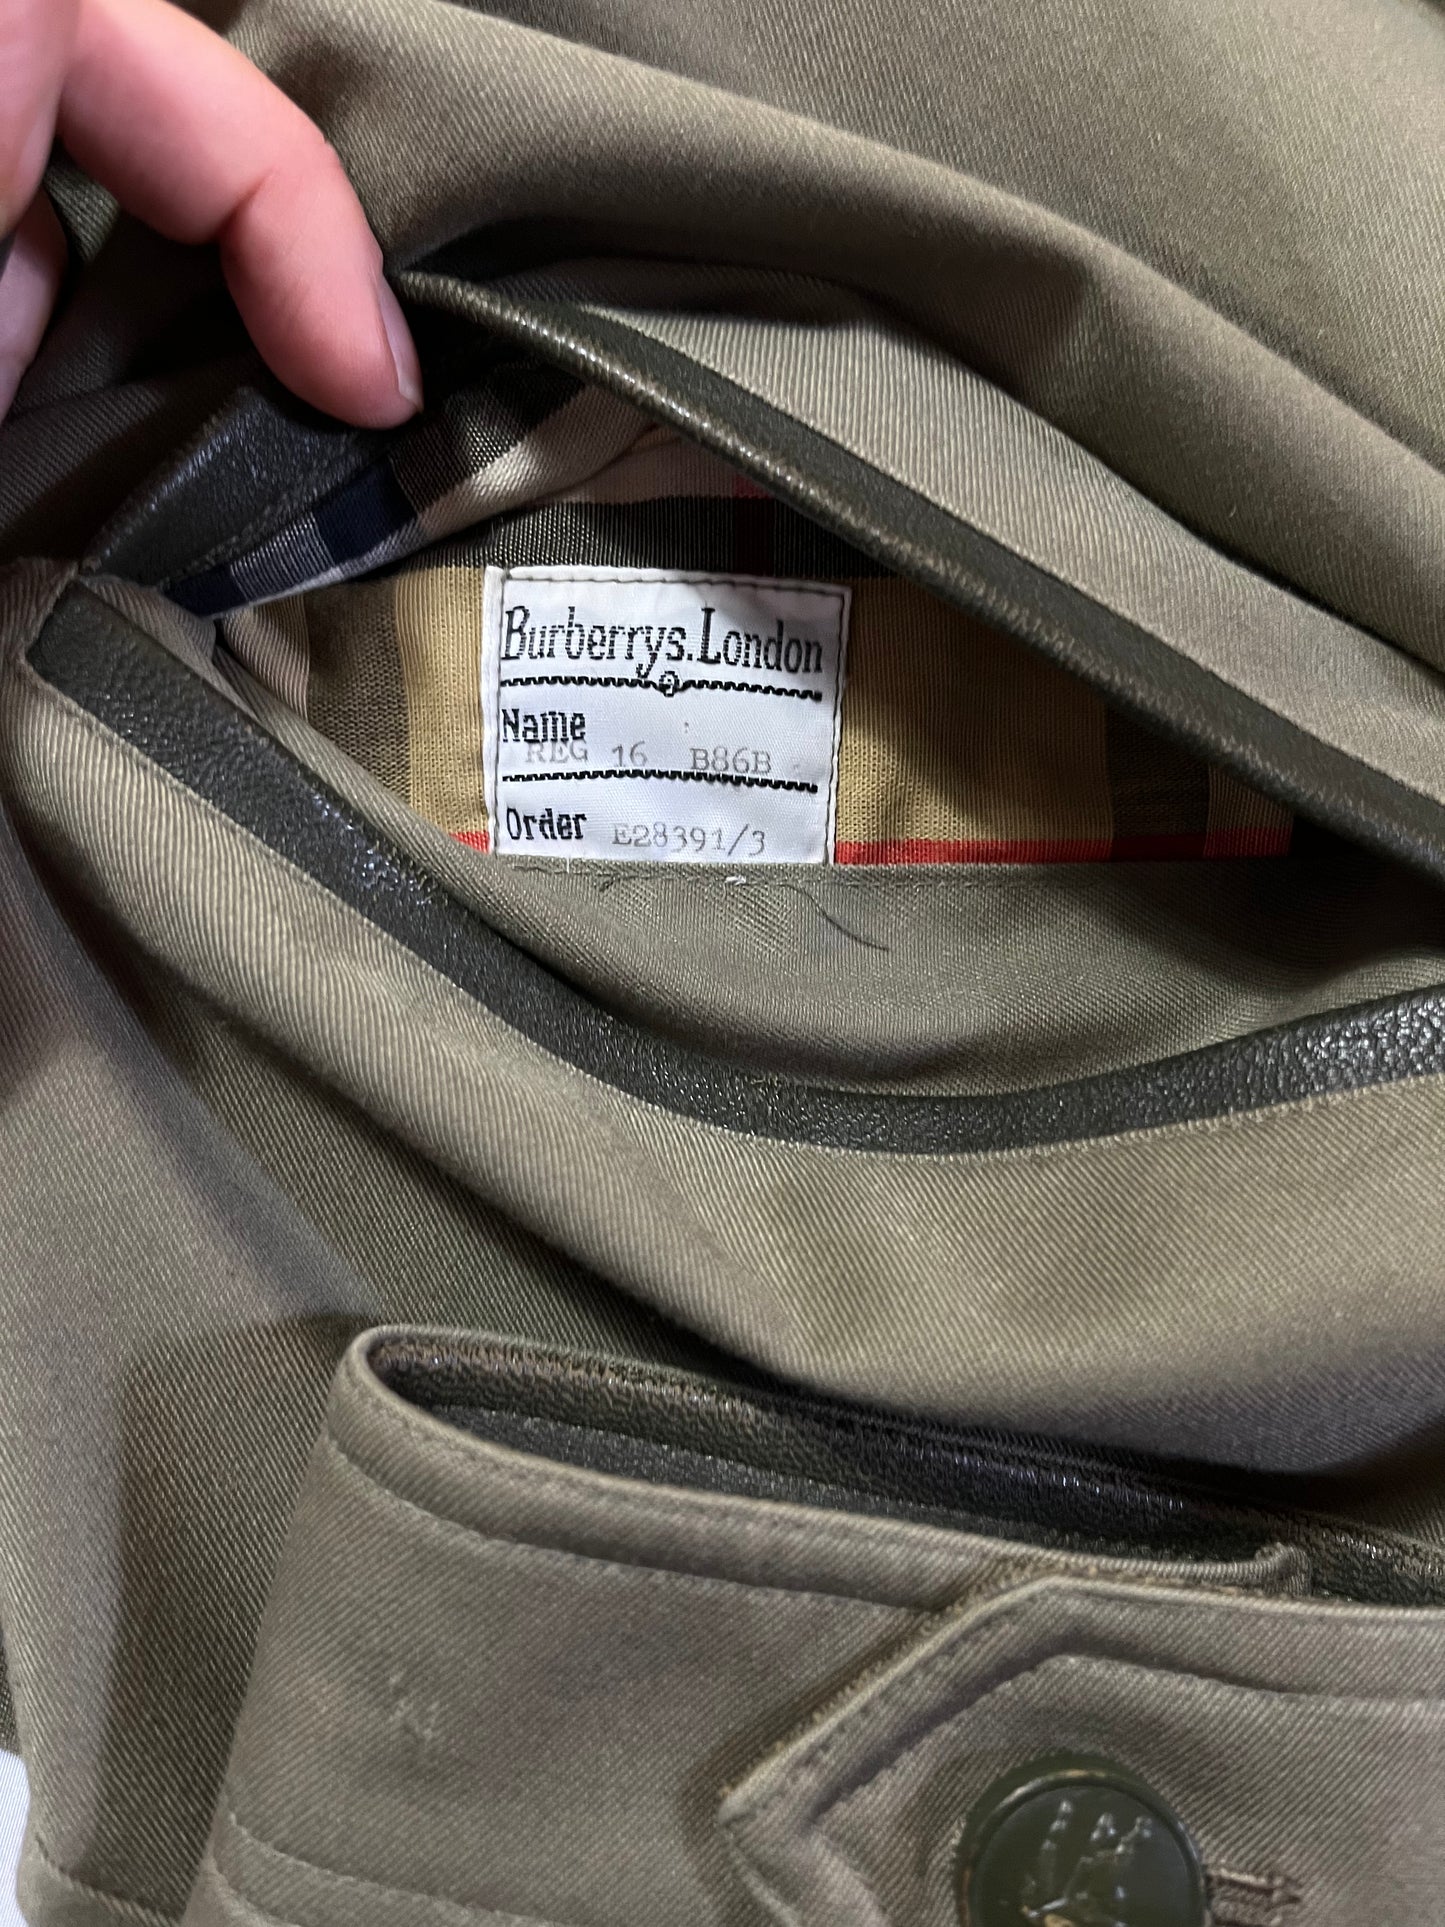 Burberrys. London
Name
REG 16 B86B
Order E28391/3